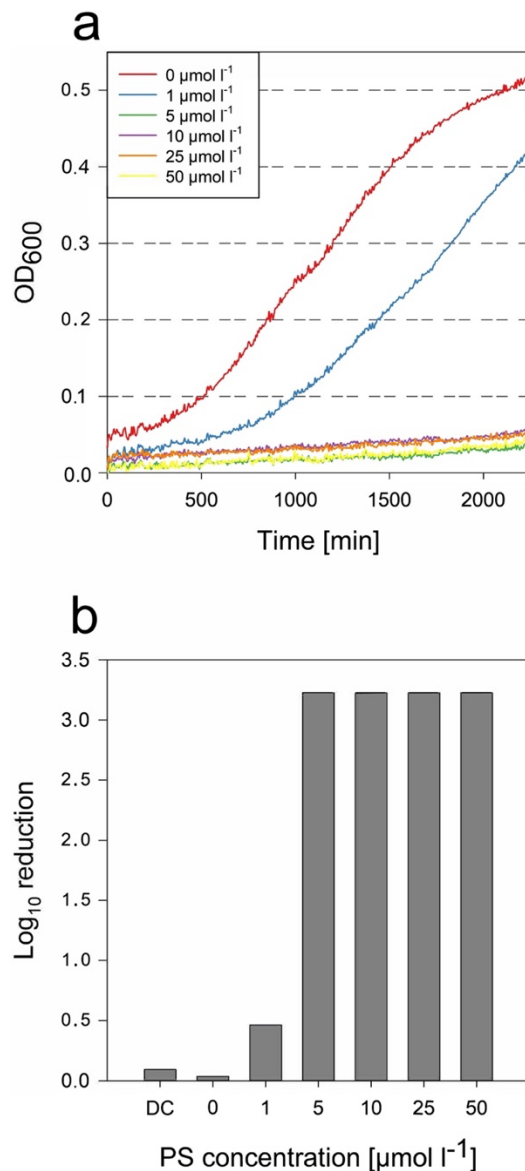 a
0 µmol l⁻¹
1 µmol l⁻¹
5 µmol l⁻¹
10 µmol l⁻¹
25 µmol l⁻¹
50 µmol l⁻¹
0.5
0.4
0.3
0.2
0.1
0.0
OD₆₀₀
0 500 1000 1500 2000
Time [min]
b
3.5
3.0
2.5
2.0
1.5
1.0
0.5
0.0
Log₁₀ reduction
DC 0 1 5 10 25 50
PS concentration [µmol l⁻¹]